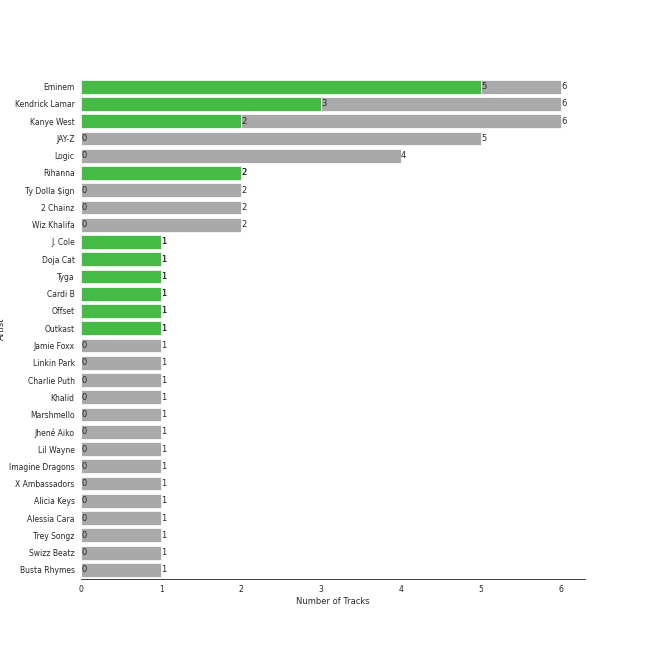 Eminem 5 6
Kendrick Lamar 3 6
Kanye West 2 6
JAY-Z 0 5
Logic 0 4
Rihanna 2
Ty Dolla $ign 0 2
2 Chainz 0 2
Wiz Khalifa 0 2
J. Cole 1
Doja Cat 1
Tyga 1
Cardi B 1
Offset 1
Outkast 1
Jamie Foxx 0 1
Linkin Park 0 1
Charlie Puth 0 1
Khalid 0 1
Marshmello 0 1
Jhené Aiko 0 1
Lil Wayne 0 1
Imagine Dragons 0 1
X Ambassadors 0 1
Alicia Keys 0 1
Alessia Cara 0 1
Trey Songz 0 1
Swizz Beatz 0 1
Busta Rhymes 0 1
0 1 2 3 4 5 6
Number of Tracks